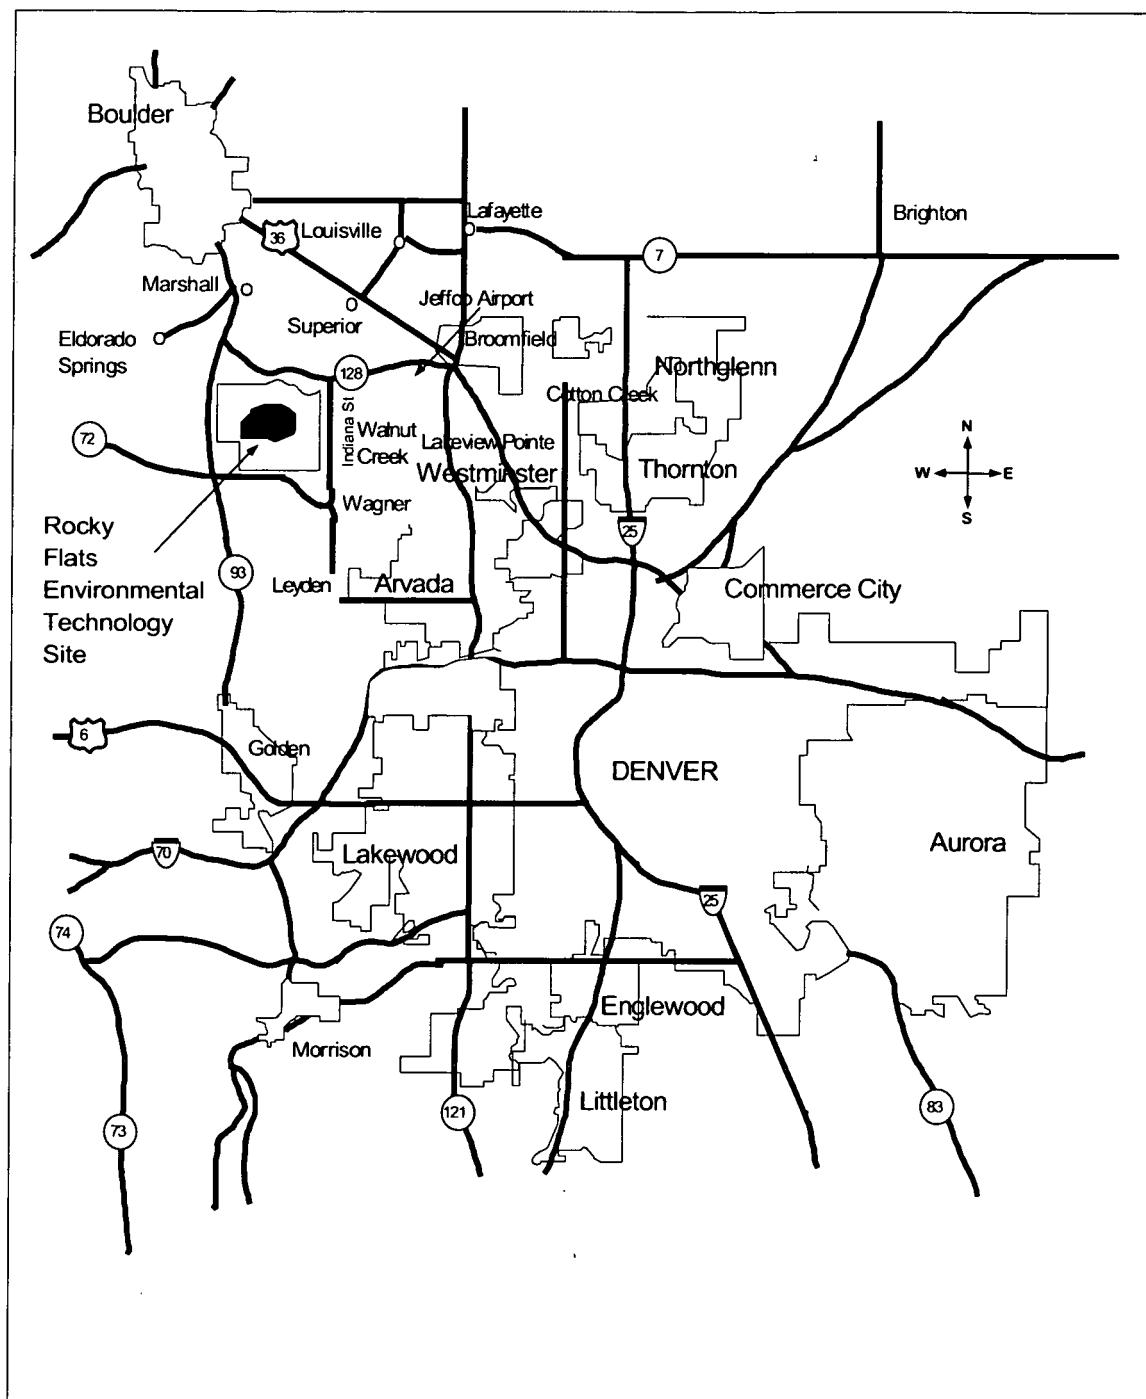 Boulder
Lafayette
Brighton
36
Louisville
7
Marshall
Jeffco Airport
Superior
Eldorado
Springs
Broomfield
Northglenn
128
Cotton Creek
Indiana St
72
Walnut
Creek
Lakeview Pointe
Westminster
Thornton
N
W
E
S
Wagner
Rocky
Flats
Environmental
Technology
Site
25
93
Leyden
Arvada
Commerce City
6
Golden
DENVER
70
Lakewood
Aurora
25
74
Englewood
Morrison
Littleton
121
83
73